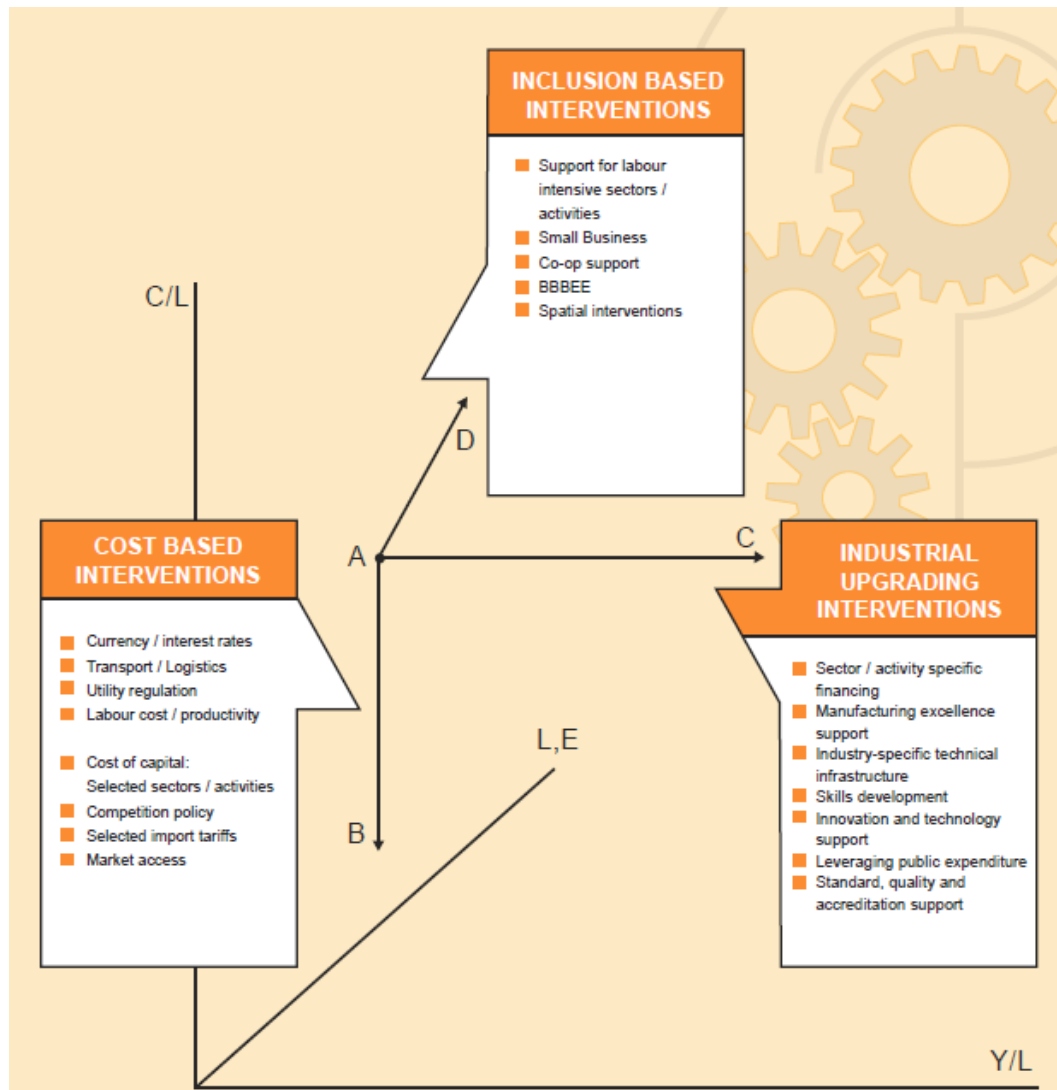 INCLUSION BASED
INTERVENTIONS
Support for labour
intensive sectors /
activities
Small Business
Co-op support
BBBEE
Spatial interventions
C/L
D
A
C
COST BASED
INTERVENTIONS
Currency / interest rates
Transport / Logistics
Utility regulation
Labour cost / productivity
Cost of capital:
Selected sectors / activities
Competition policy
Selected import tariffs
Market access
INDUSTRIAL
UPGRADING
INTERVENTIONS
Sector / activity specific
financing
Manufacturing excellence
support
Industry-specific technical
infrastructure
Skills development
Innovation and technology
support
Leveraging public expenditure
Standard, quality and
accreditation support
L,E
B
Y/L